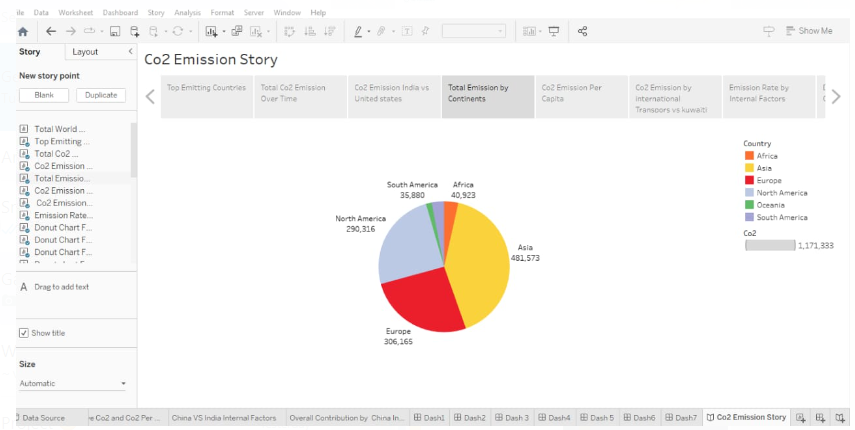 ile Data Worksheet Dashboard Story Analysis Format Server Window Help
Show Me
Story Layout
New story point
Blank Duplicate
Total World ...
Top Emitting ...
Total Co2 ...
Co2 Emission ...
Total Emissio...
Co2 Emission ...
Co2 Emission...
Emission Rate...
Donut Chart F...
Donut Chart F...
Donut Chart F...
A Drag to add text
Show title
Size
Automatic
Co2 Emission Story
Top Emitting Countries
Total Co2 Emission
Over Time
Co2 Emission India vs
United states
Total Emission by
Continents
Co2 Emission Per
Capita
Co2 Emission by
International
Transoors vs kuwaiti
Emission Rate by
Internal Factors
South America
35,880
Africa
40,923
North America
290,316
Asia
481,573
Europe
306,165
Country
Africa
Asia
Europe
North America
Oceania
South America
Co2
1,171,333
Data Source
ve Co2 and Co2 Per ...
China VS India internal Factors
Overall Contribution by China In...
Dash1
Dash2
Dash 3
Dash4
Dash 5
Dash6
Dash7
Co2 Emission Story